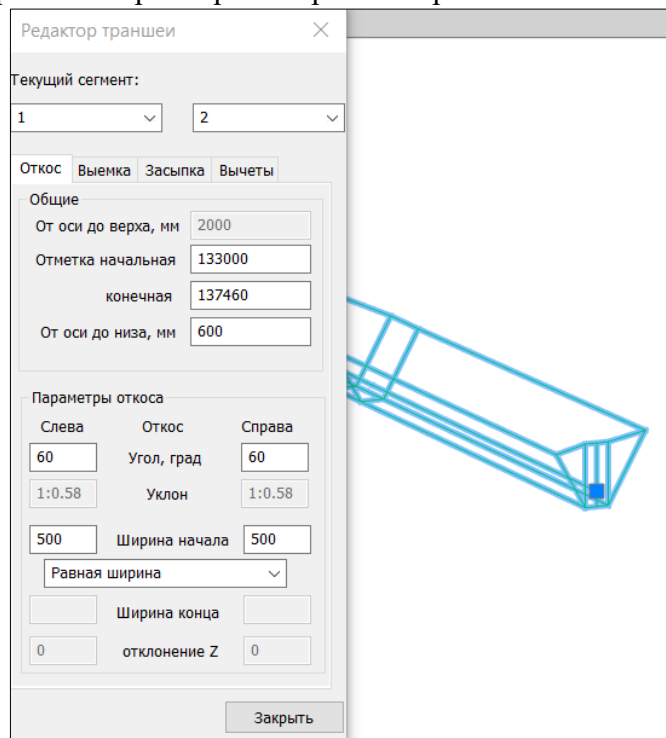 Редактор траншеи
Текущий сегмент:
1 2
Откос Выемка Засыпка Вычеты
Общие
От оси до верха, мм 2000
Отметка начальная 133000
конечная 137460
От оси до низа, мм 600
Параметры откоса
Слева Откос Справа
60 Угол, град 60
1:0.58 Уклон 1:0.58
500 Ширина начала 500
Равная ширина
Ширина конца
0 отклонение Z 0
Закрыть